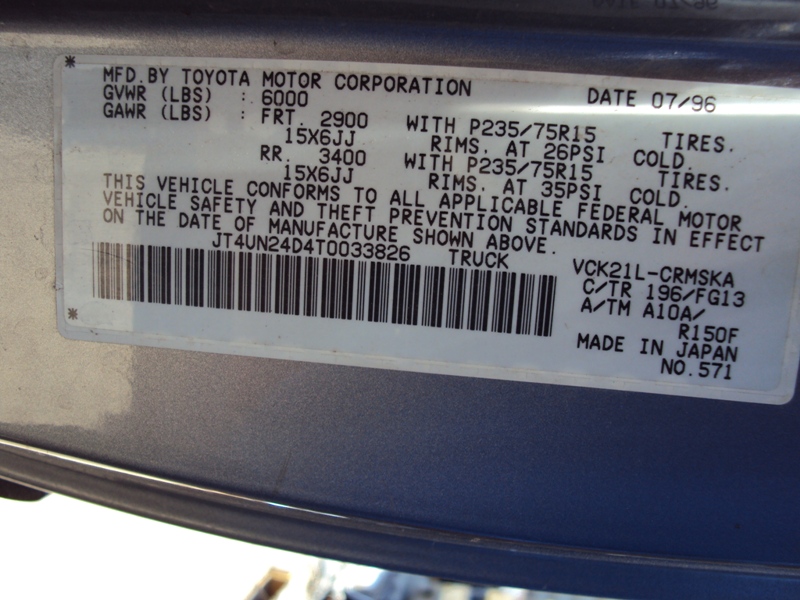 MFD.BY TOYOTA MOTOR CORPORATION DATE 07/96
GVWR (LBS) : 6000
GAWR (LBS) : FRT. 2900 WITH P235/75R15 TIRES.
15X6JJ RIMS. AT 26PSI COLD.
RR. 3400 WITH P235/75R15 TIRES.
15X6JJ RIMS. AT 35PSI COLD.
THIS VEHICLE CONFORMS TO ALL APPLICABLE FEDERAL MOTOR
VEHICLE SAFETY AND THEFT PREVENTION STANDARDS IN EFFECT
ON THE DATE OF MANUFACTURE SHOWN ABOVE.
JT4UN24D4T0033826 TRUCK VCK21L-CRMSKA
C/TR 196/FG13
A/TM A10A/
R150F
MADE IN JAPAN
NO.571